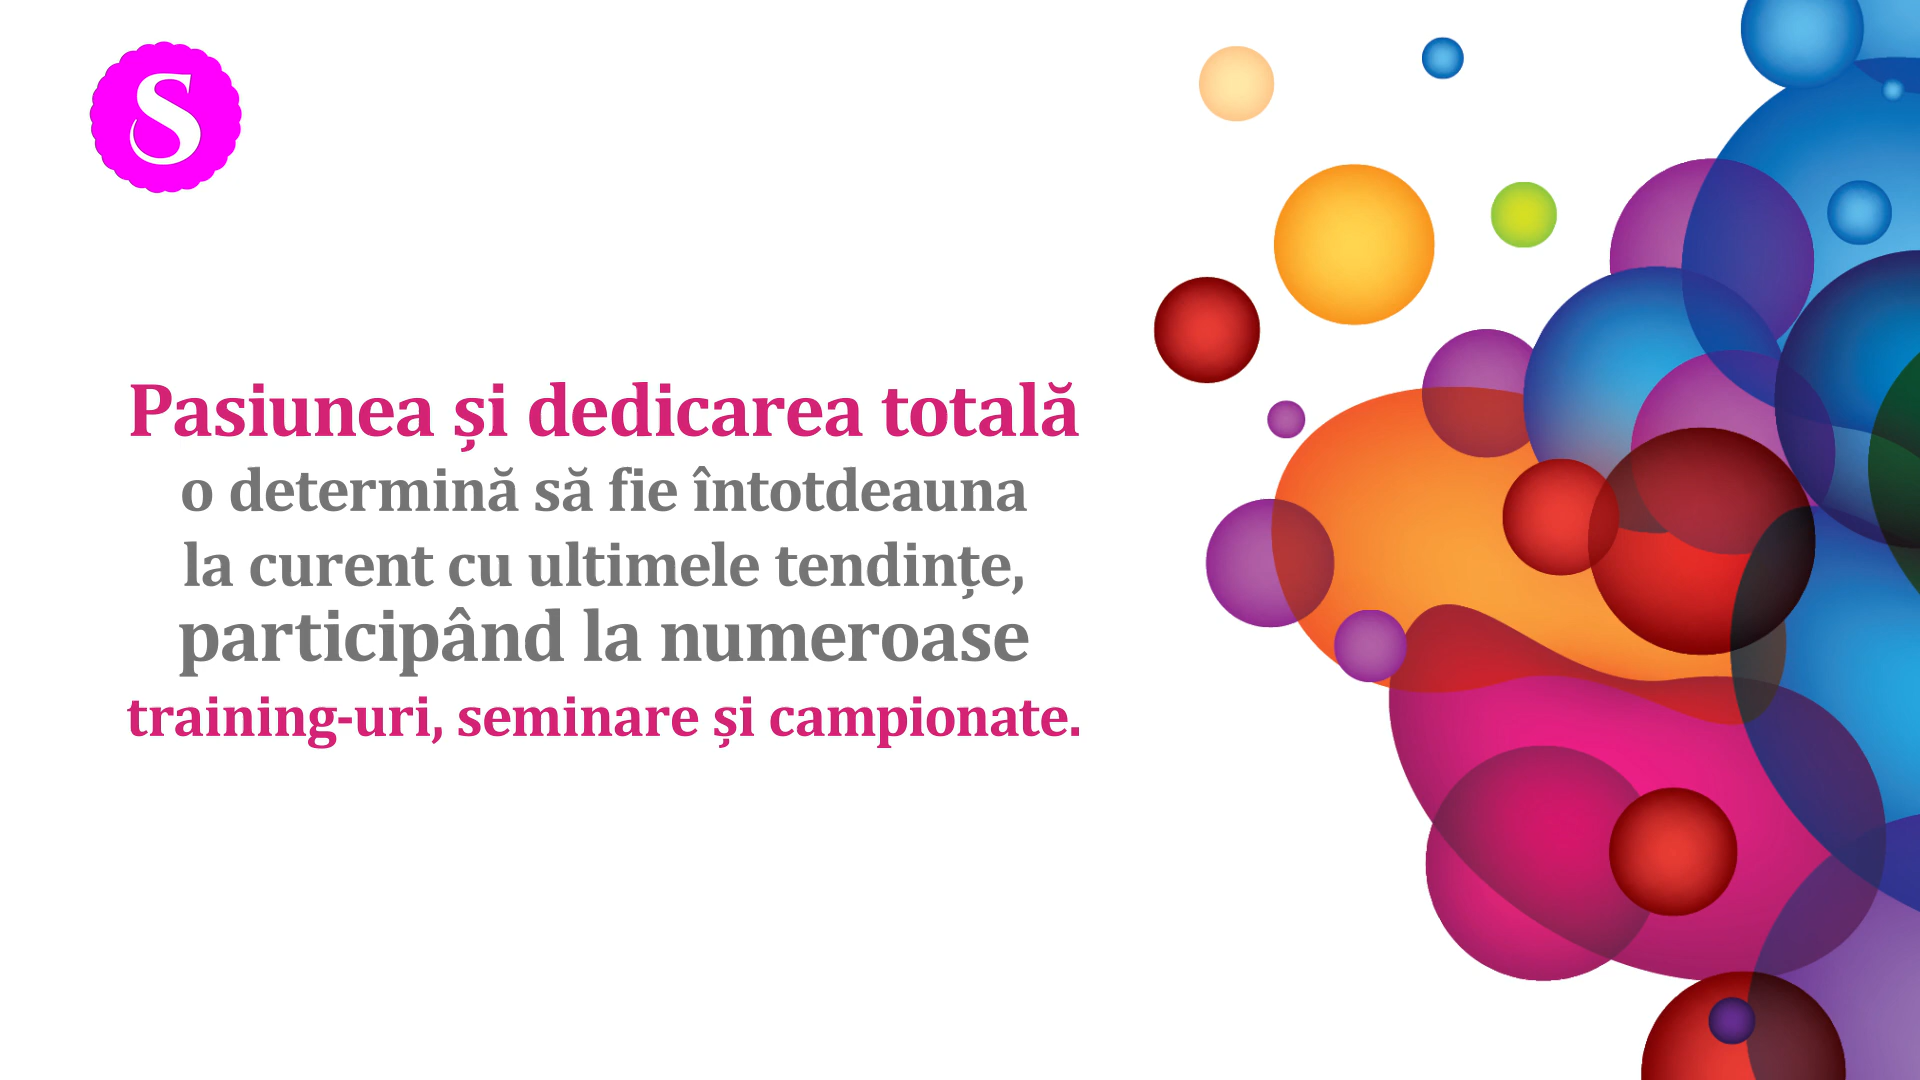 S
Pasiunea și dedicarea totală
o determină să fie întotdeauna
la curent cu ultimele tendințe,
participând la numeroase
training-uri, seminare și campionate.